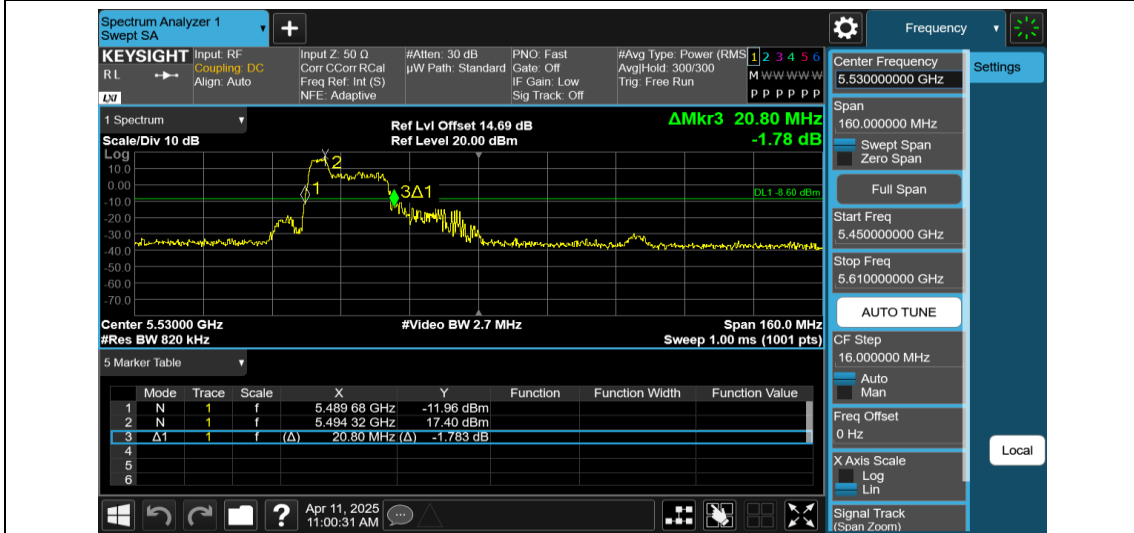 Spectrum Analyzer 1
Swept SA
Frequency
KEYSIGHT
R L
LXI
Input: RF
Coupling: DC
Align: Auto
Input Z: 50 Ω
Corr CCorr RCal
Freq Ref: Int (S)
NFE: Adaptive
#Atten: 30 dB
µW Path: Standard
PNO: Fast
Gate: Off
IF Gain: Low
Sig Track: Off
#Avg Type: Power (RMS
Avg|Hold: 300/300
Trig: Free Run
1 2 3 4 5 6
M W W W W W
P P P P P P
1 Spectrum
Scale/Div 10 dB
Ref Lvl Offset 14.69 dB
Ref Level 20.00 dBm
ΔMkr3 20.80 MHz
-1.78 dB
Log
10.0
0.00
-10.0
-20.0
-30.0
-40.0
-50.0
-60.0
-70.0
2
1
3Δ1
DL1 -8.60 dBm
Center 5.53000 GHz
#Video BW 2.7 MHz
Span 160.0 MHz
#Res BW 820 kHz
Sweep 1.00 ms (1001 pts)
5 Marker Table
Mode Trace Scale X Y Function Function Width Function Value
1 N 1 f 5.489 68 GHz -11.96 dBm
2 N 1 f 5.494 32 GHz 17.40 dBm
3 Δ1 1 f (Δ) 20.80 MHz (Δ) -1.783 dB
4
5
6
Apr 11, 2025
11:00:31 AM
Center Frequency
5.530000000 GHz
Span
160.000000 MHz
Swept Span
Zero Span
Full Span
Start Freq
5.450000000 GHz
Stop Freq
5.610000000 GHz
AUTO TUNE
CF Step
16.000000 MHz
Auto
Man
Freq Offset
0 Hz
X Axis Scale
Log
Lin
Signal Track
(Span Zoom)
Settings
Local